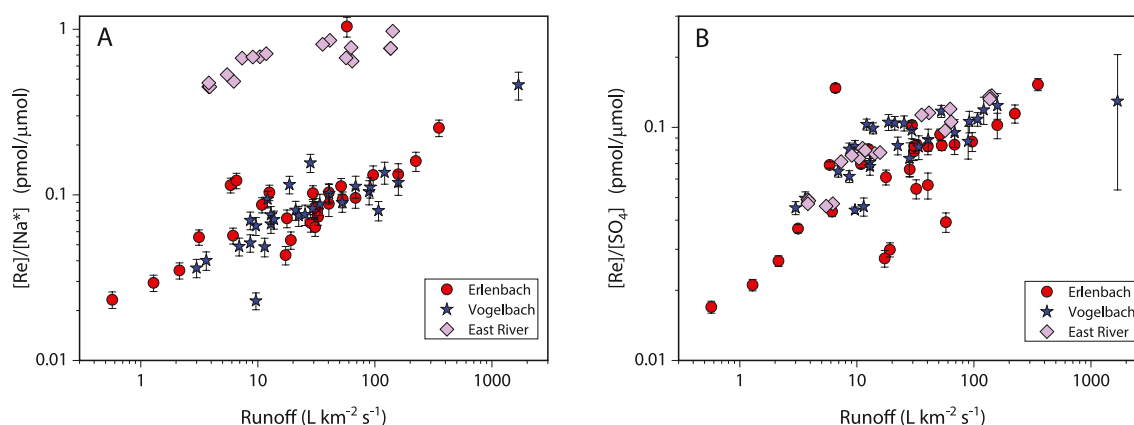 A
[Re]/[Na*] (pmol/µmol)
1
0.1
0.01
1
10
100
1000
Runoff (L km⁻² s⁻¹)
Erlenbach
Vogelbach
East River
B
[Re]/[SO₄] (pmol/µmol)
0.1
0.01
1
10
100
1000
Runoff (L km⁻² s⁻¹)
Erlenbach
Vogelbach
East River